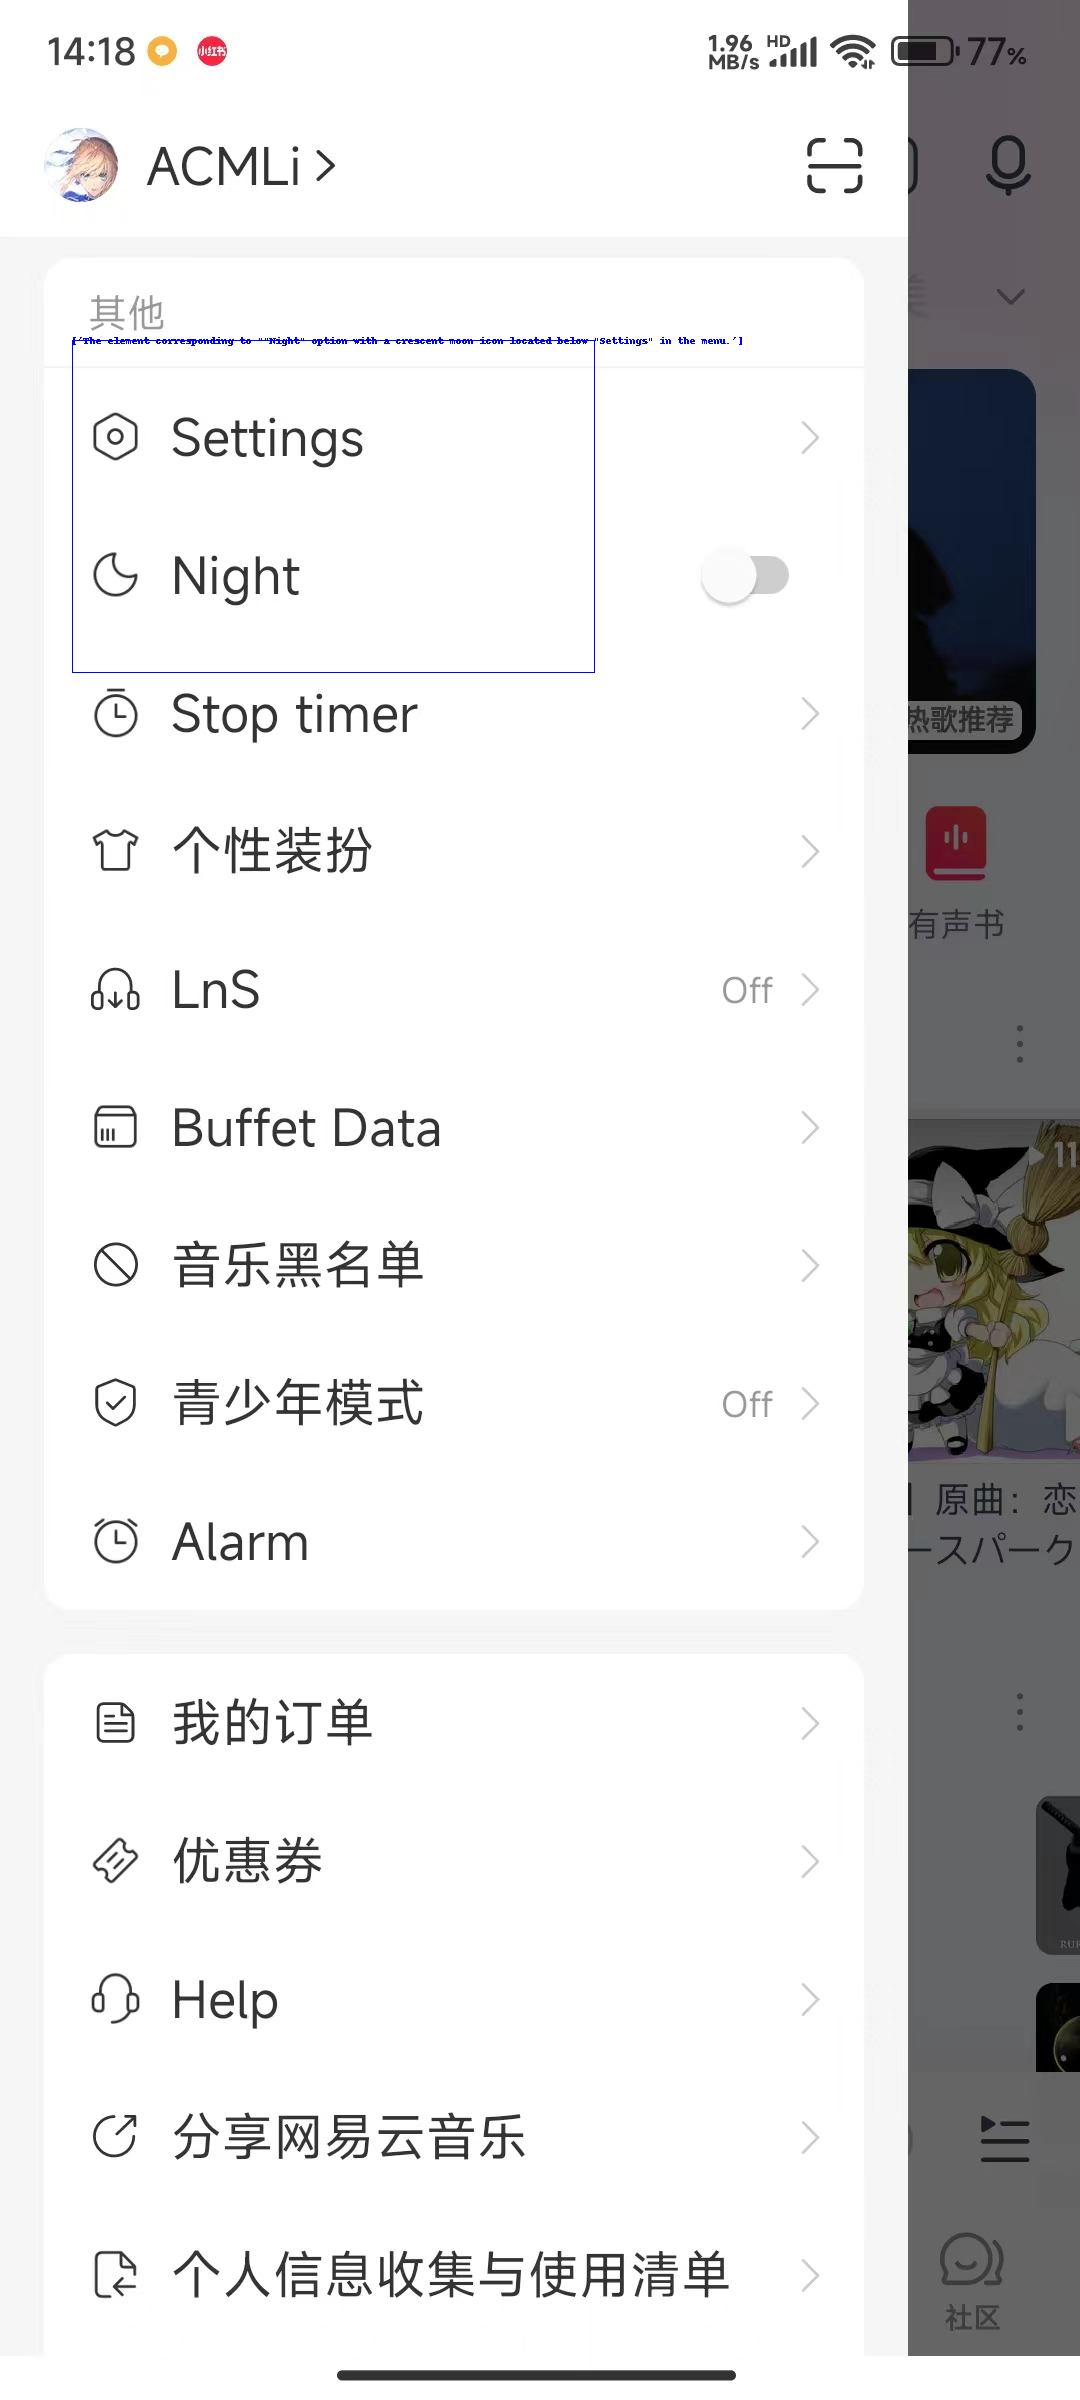 14:18
小红书
1.96
MB/s
HD
77%
ACMLi
其他
['The element corresponding to ""Night" option with a crescent moon icon located below "Settings" in the menu.']
Settings
Night
Stop timer
热歌推荐
个性装扮
有声书
LnS
Off
Buffet Data
11
音乐黑名单
青少年模式
Off
原曲：恋
ースパーク
Alarm
我的订单
优惠券
Help
分享网易云音乐
个人信息收集与使用清单
社区